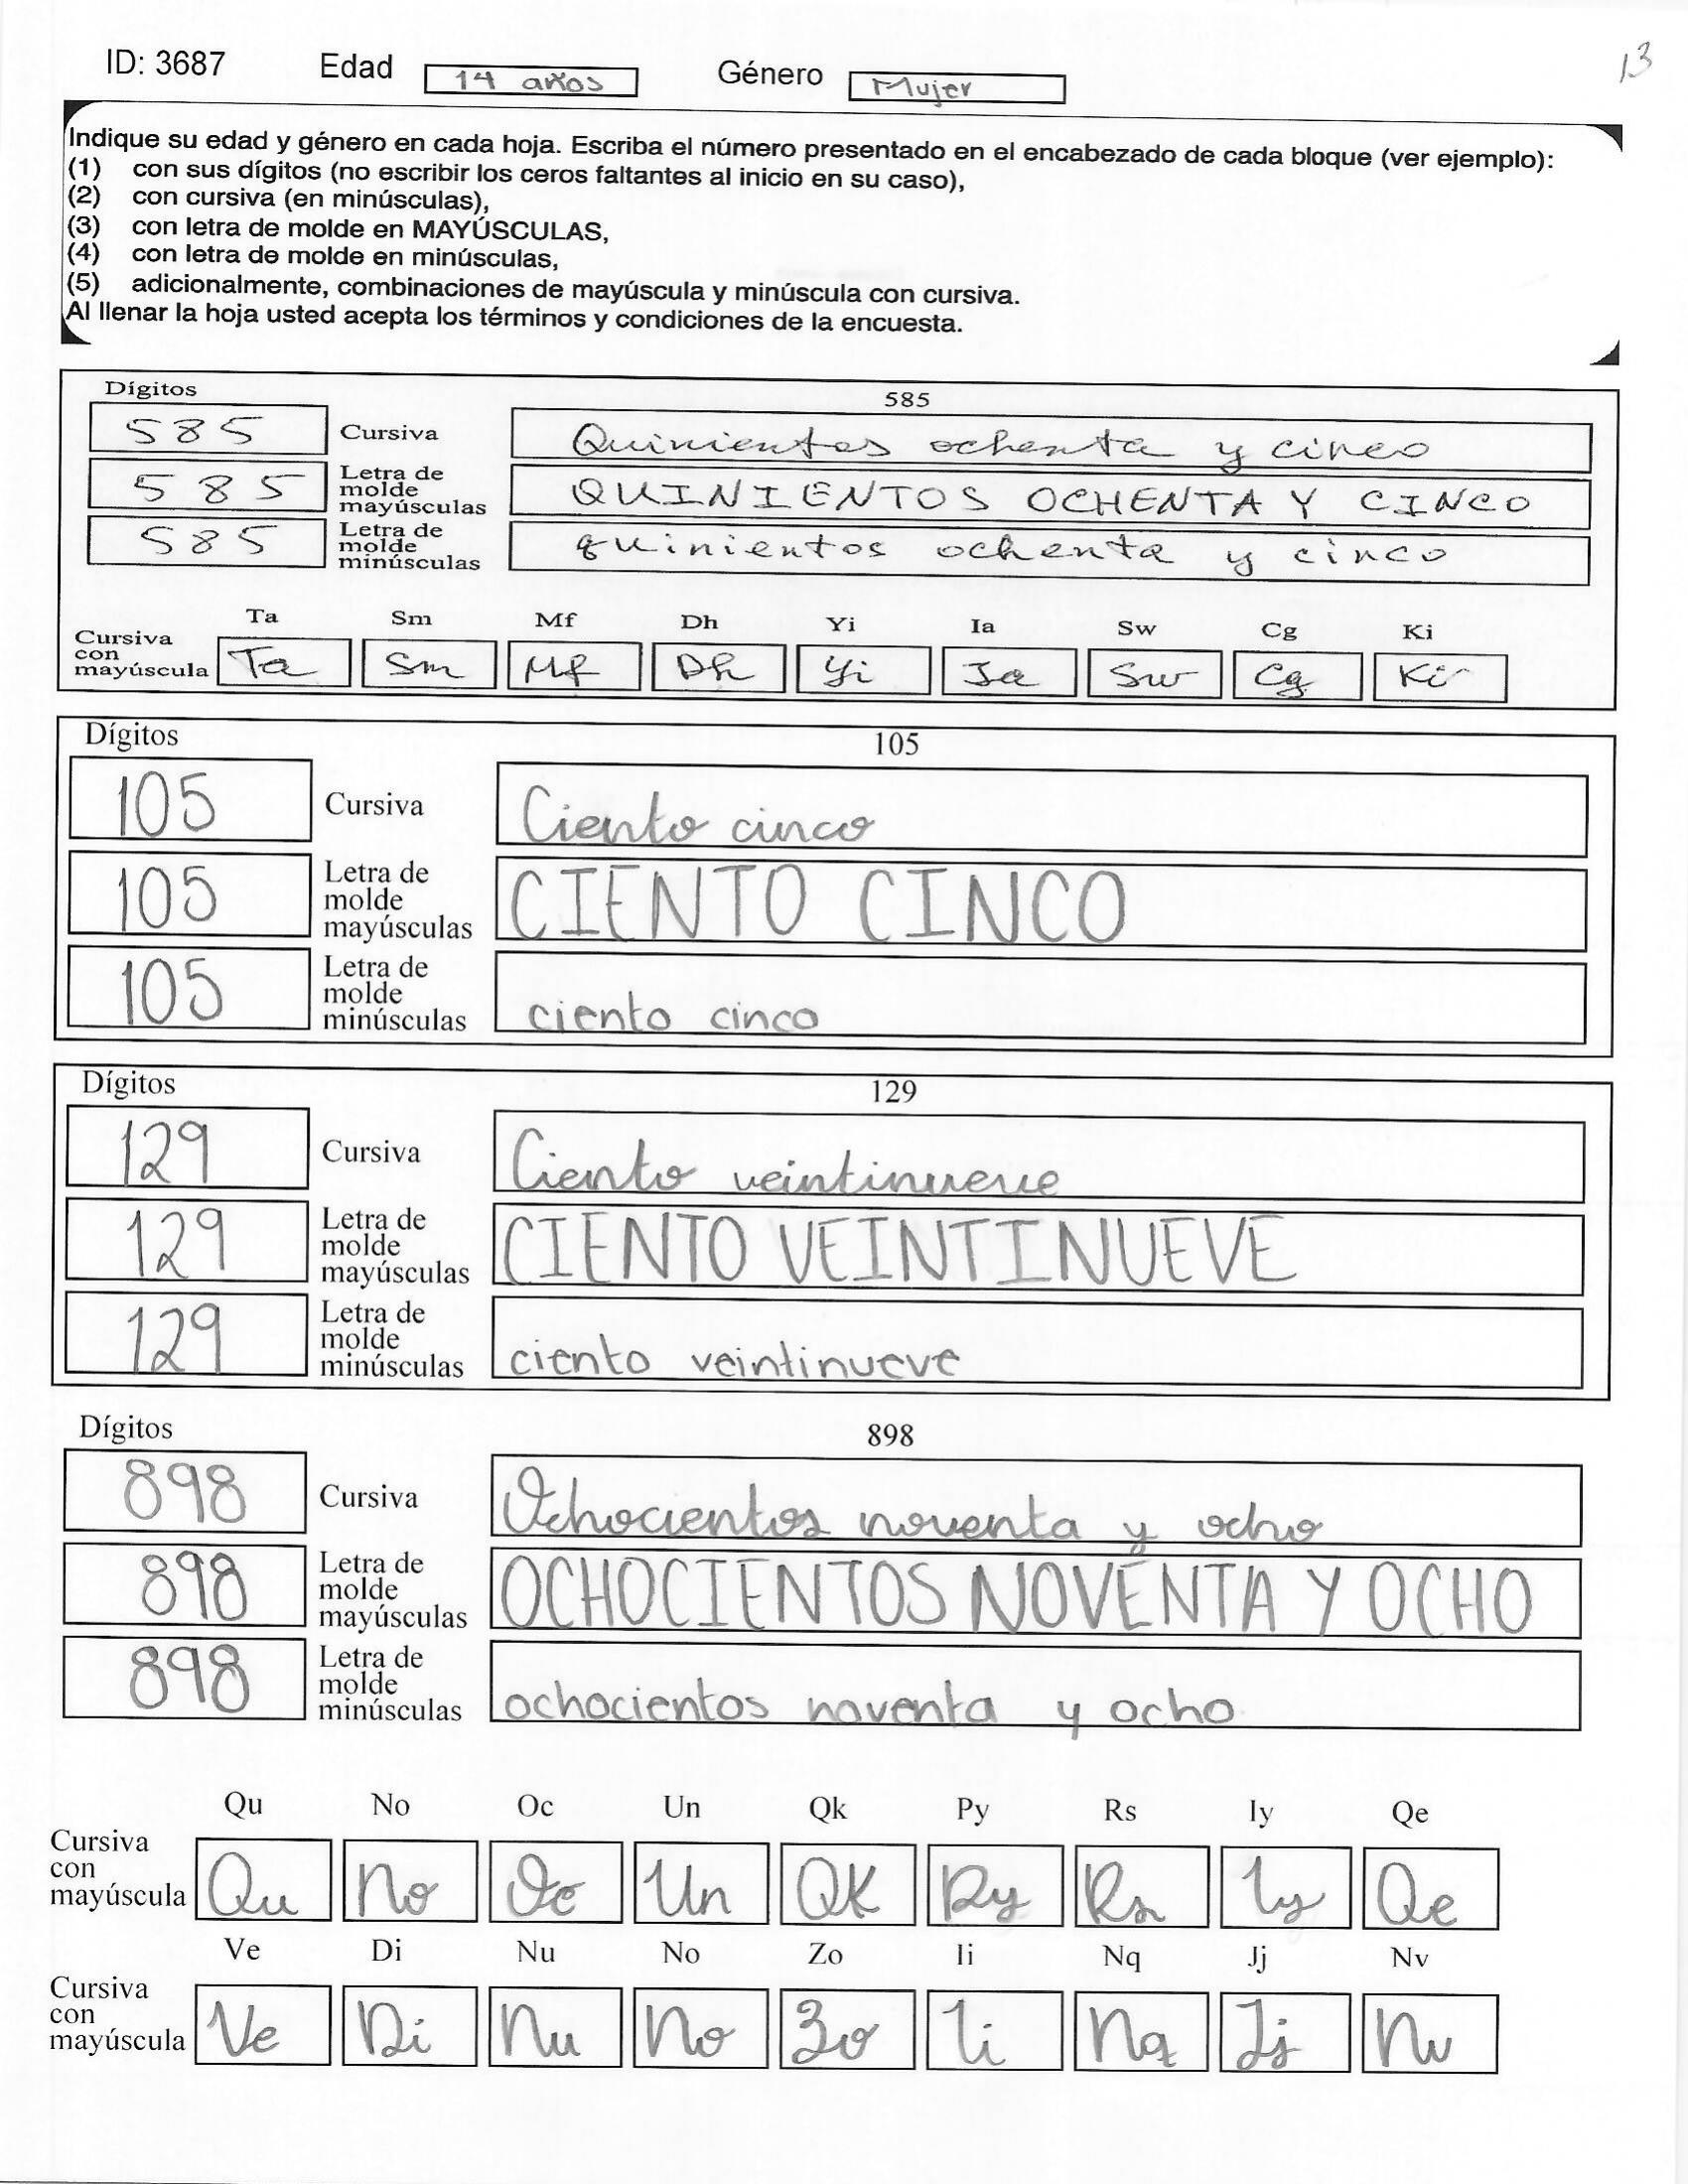 ID: 3687 Edad 14 años Género Mujer 13
Indique su edad y género en cada hoja. Escriba el número presentado en el encabezado de cada bloque (ver ejemplo):
(1) con sus dígitos (no escribir los ceros faltantes al inicio en su caso),
(2) con cursiva (en minúsculas),
(3) con letra de molde en MAYÚSCULAS,
(4) con letra de molde en minúsculas,
(5) adicionalmente, combinaciones de mayúscula y minúscula con cursiva.
Al llenar la hoja usted acepta los términos y condiciones de la encuesta.
Dígitos 585
585 Cursiva Quinientos ochenta y cinco
585 Letra de molde mayúsculas QUINIENTOS OCHENTA Y CINCO
585 Letra de molde minúsculas quinientos ochenta y cinco
Ta Sm Mf Dh Yi Ia Sw Cg Ki
Cursiva con mayúscula Ta Sm Mf Dh Yi Ia Sw Cg Ki
Dígitos 105
105 Cursiva Ciento cinco
105 Letra de molde mayúsculas CIENTO CINCO
105 Letra de molde minúsculas ciento cinco
Dígitos 129
129 Cursiva Ciento veintinueve
129 Letra de molde mayúsculas CIENTO VEINTINUEVE
129 Letra de molde minúsculas ciento veintinueve
Dígitos 898
898 Cursiva Ochocientos noventa y ocho
898 Letra de molde mayúsculas OCHOCIENTOS NOVENTA Y OCHO
898 Letra de molde minúsculas ochocientos noventa y ocho
Qu No Oc Un Qk Py Rs Iy Qe
Cursiva con mayúscula Qu No Oc Un QK Py Rs Iy Qe
Ve Di Nu No Zo Ii Nq Jj Nv
Cursiva con mayúscula Ve Di Nu No Zo Ii Nq Jj Nv